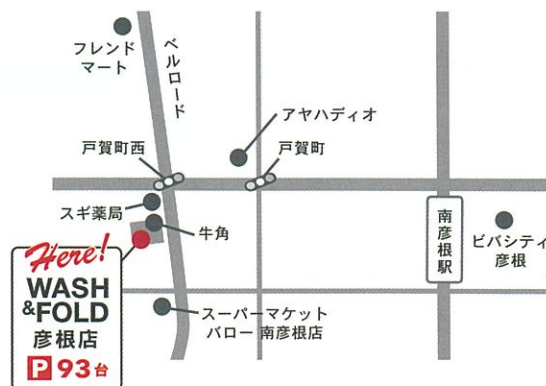 フレンド
マート
ベルロード
アヤハディオ
戸賀町西
戸賀町
スギ薬局
牛角
南彦根駅
ビバシティ
彦根
Here!
WASH
&FOLD
彦根店
P 93台
スーパーマケット
バロー 南彦根店